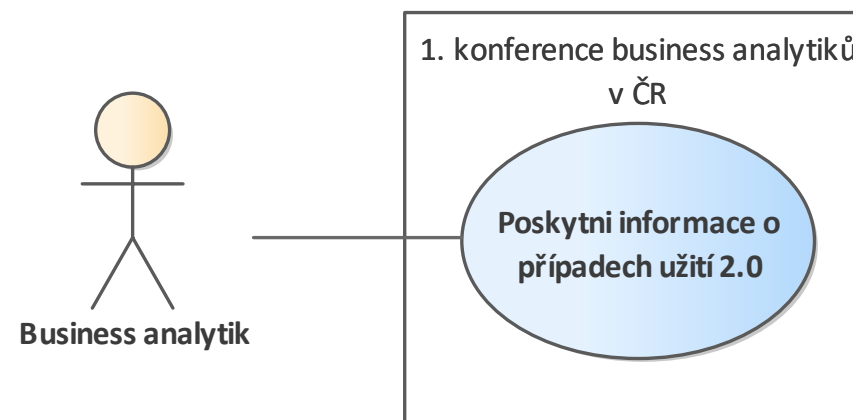 1. konference business analytiků
v ČR
Poskytni informace o
případech užití 2.0
Business analytik